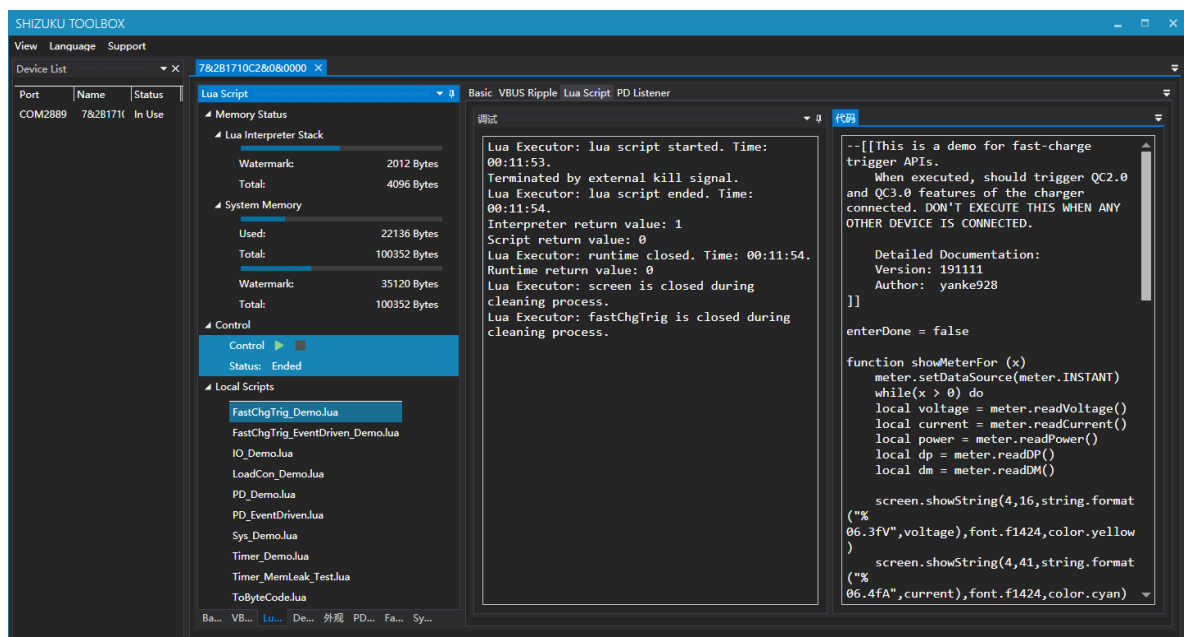 SHIZUKU TOOLBOX
View Language Support
Device List
Port Name Status
COM2889 7&2B171( In Use
7&2B1710C2&0&0000
Lua Script
Memory Status
Lua Interpreter Stack
Watermark: 2012 Bytes
Total: 4096 Bytes
System Memory
Used: 22136 Bytes
Total: 100352 Bytes
Watermark: 35120 Bytes
Total: 100352 Bytes
Control
Control
Status: Ended
Local Scripts
FastChgTrig_Demo.lua
FastChgTrig_EventDriven_Demo.lua
IO_Demo.lua
LoadCon_Demo.lua
PD_Demo.lua
PD_EventDriven.lua
Sys_Demo.lua
Timer_Demo.lua
Timer_MemLeak_Test.lua
ToByteCode.lua
Ba... VB... Lu... De... 外观 PD... Fa... Sy...
Basic VBUS Ripple Lua Script PD Listener
调试
Lua Executor: lua script started. Time:
00:11:53.
Terminated by external kill signal.
Lua Executor: lua script ended. Time:
00:11:54.
Interpreter return value: 1
Script return value: 0
Lua Executor: runtime closed. Time: 00:11:54.
Runtime return value: 0
Lua Executor: screen is closed during
cleaning process.
Lua Executor: fastChgTrig is closed during
cleaning process.
代码
--[[This is a demo for fast-charge
trigger APIs.
When executed, should trigger QC2.0
and QC3.0 features of the charger
connected. DON'T EXECUTE THIS WHEN ANY
OTHER DEVICE IS CONNECTED.
Detailed Documentation:
Version: 191111
Author: yanke928
]]
enterDone = false
function showMeterFor (x)
meter.setDataSource(meter.INSTANT)
while(x > 0) do
local voltage = meter.readVoltage()
local current = meter.readCurrent()
local power = meter.readPower()
local dp = meter.readDP()
local dm = meter.readDM()
screen.showString(4,16,string.format
("%
06.3fV",voltage),font.f1424,color.yellow
)
screen.showString(4,41,string.format
("%
06.4fA",current),font.f1424,color.cyan)